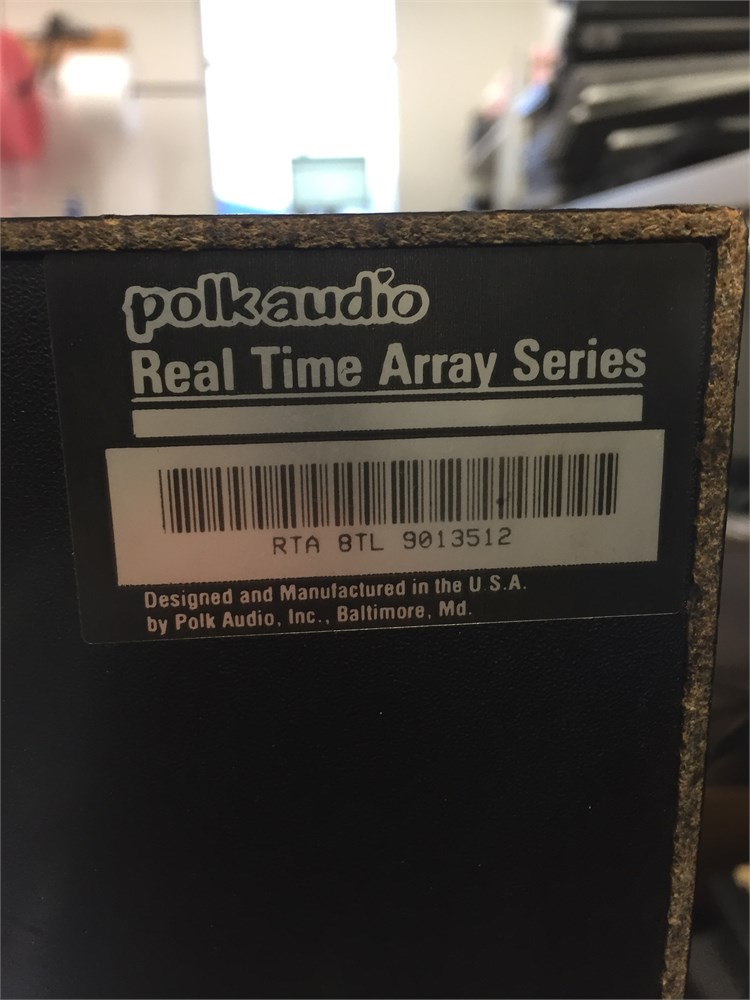 polkaudio
Real Time Array Series
RTA 8TL 9013512
Designed and Manufactured in the U.S.A.
by Polk Audio, Inc., Baltimore, Md.